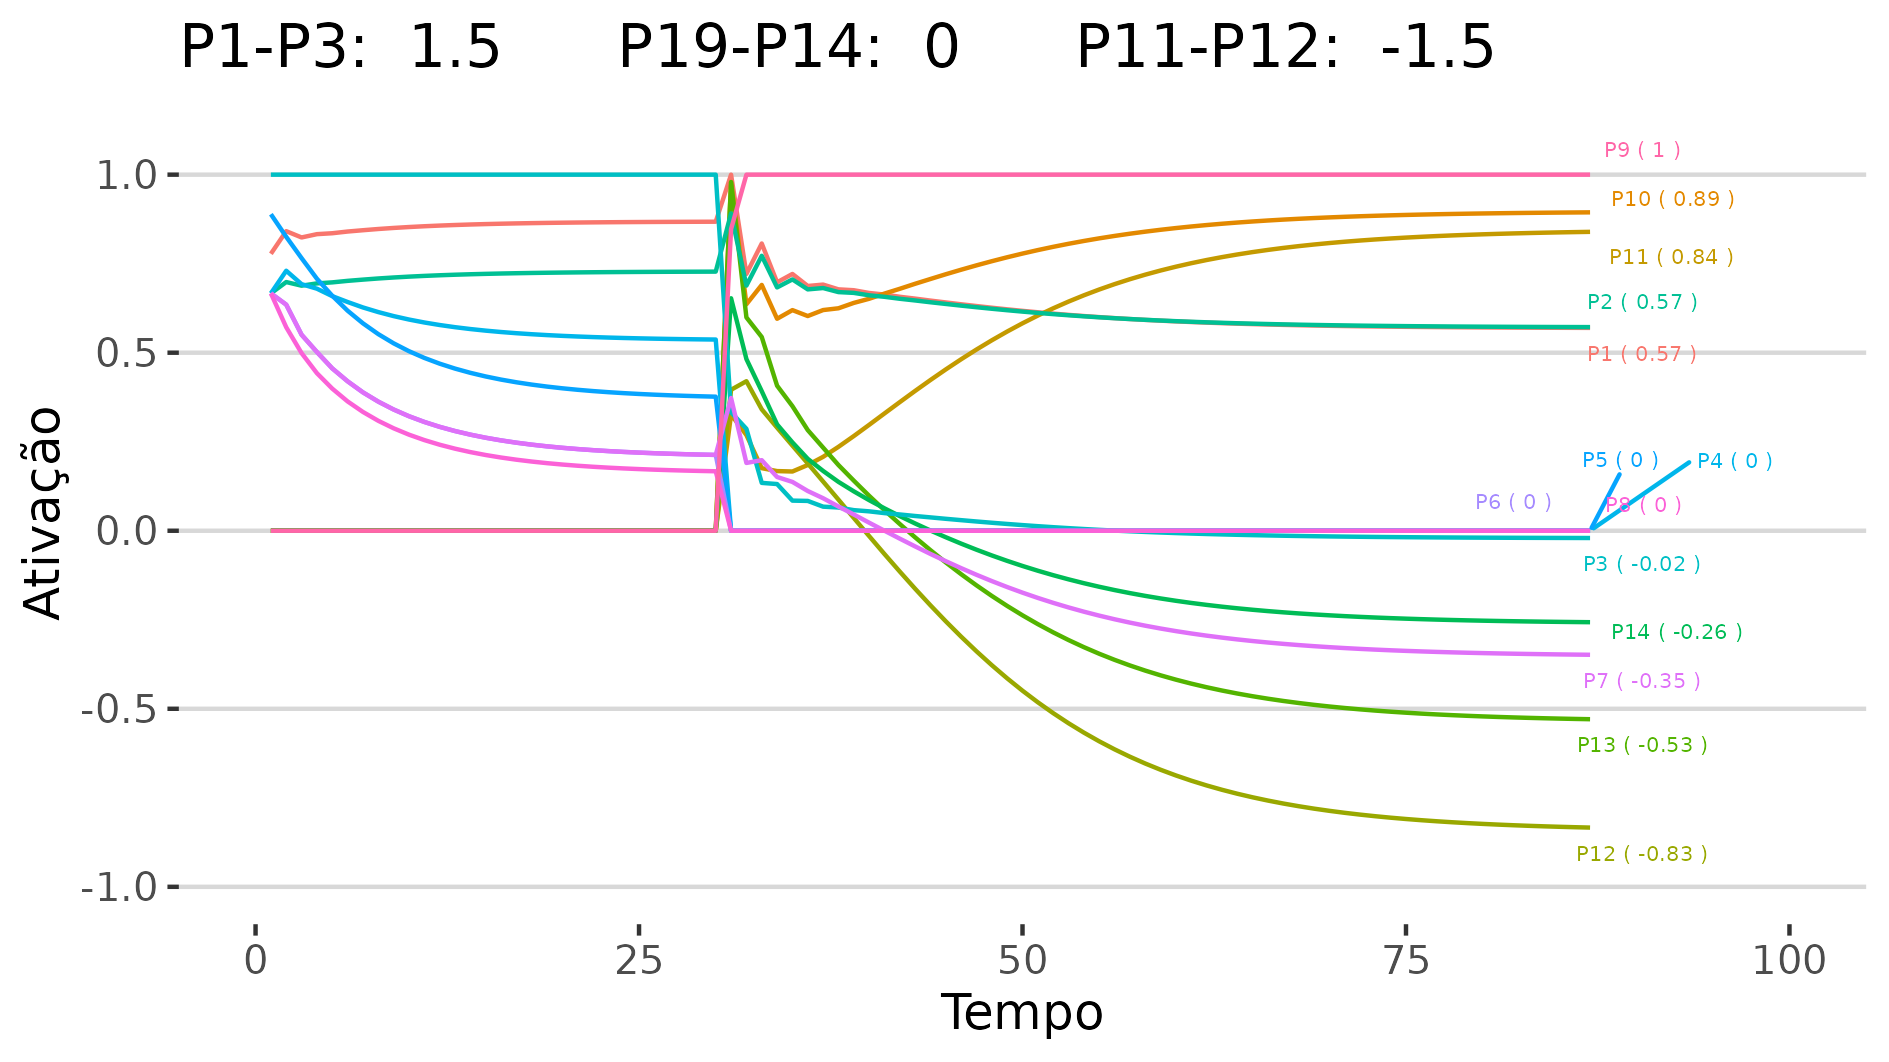 P1-P3: 1.5 P19-P14: 0 P11-P12: -1.5
P9 ( 1 )
1.0
P10 ( 0.89 )
P11 ( 0.84 )
P2 ( 0.57 )
0.5
P1 ( 0.57 )
P5 ( 0 )
P4 ( 0 )
P6 ( 0 )
P8 ( 0 )
0.0
P3 ( -0.02 )
Ativação
P14 ( -0.26 )
P7 ( -0.35 )
-0.5
P13 ( -0.53 )
P12 ( -0.83 )
-1.0
0 25 50 75 100
Tempo